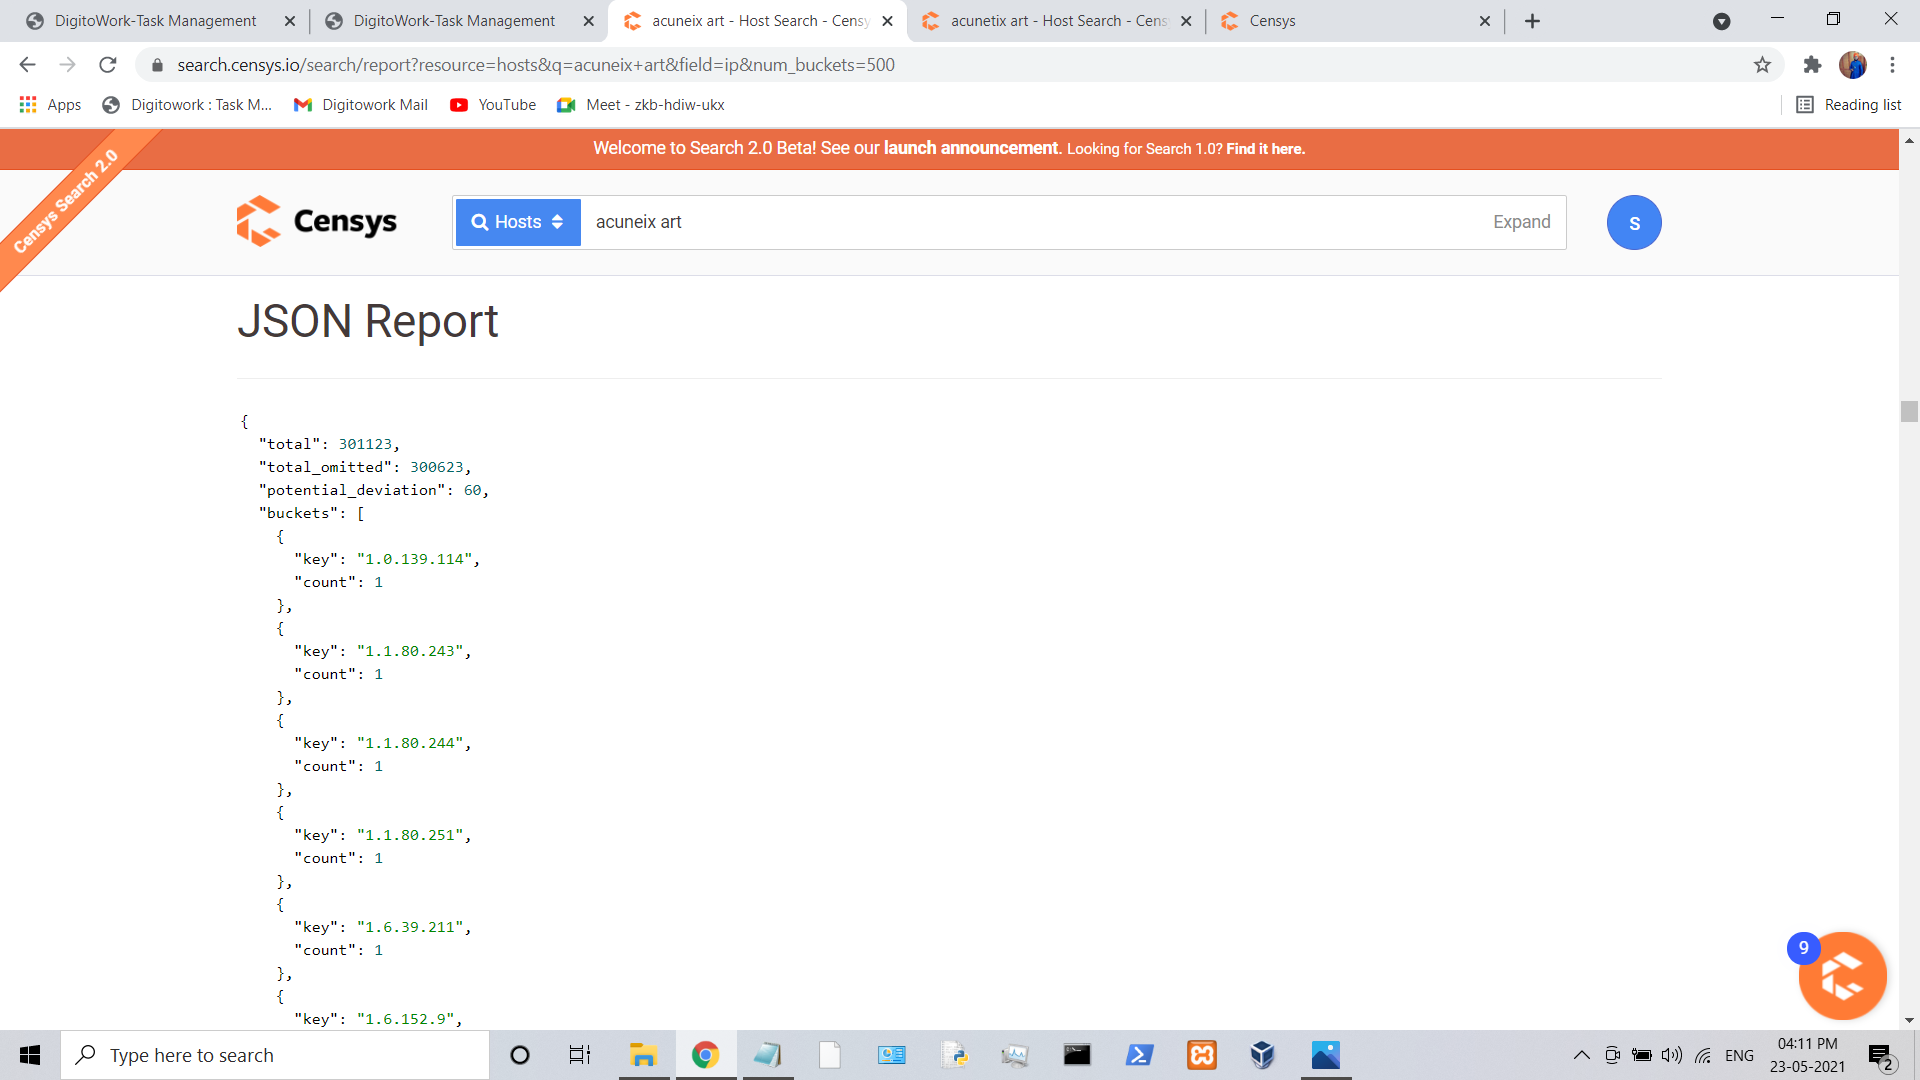 DigitoWork-Task Management
DigitoWork-Task Management
acuneix art - Host Search - Censy
acunetix art - Host Search - Cens
Censys
search.censys.io/search/report?resource=hosts&q=acuneix+art&field=ip&num_buckets=500
Apps
Digitowork : Task M...
Digitowork Mail
YouTube
Meet - zkb-hdiw-ukx
Reading list
Welcome to Search 2.0 Beta! See our launch announcement. Looking for Search 1.0? Find it here.
Censys Search 2.0
Censys
Hosts
acuneix art
Expand
S
JSON Report
{
"total": 301123,
"total_omitted": 300623,
"potential_deviation": 60,
"buckets": [
{
"key": "1.0.139.114",
"count": 1
},
{
"key": "1.1.80.243",
"count": 1
},
{
"key": "1.1.80.244",
"count": 1
},
{
"key": "1.1.80.251",
"count": 1
},
{
"key": "1.6.39.211",
"count": 1
},
{
"key": "1.6.152.9",
9
Type here to search
ENG
04:11 PM
23-05-2021
2